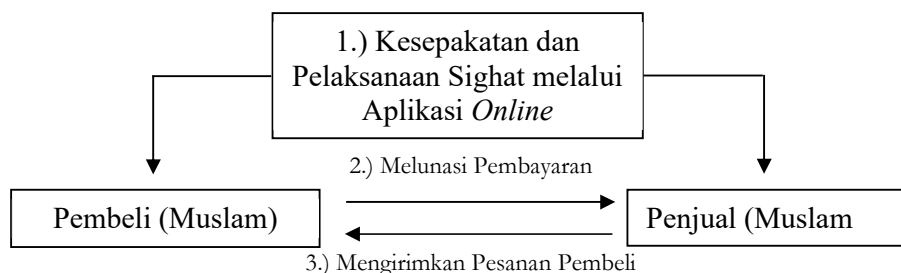 1.) Kesepakatan dan
Pelaksanaan Sighat melalui
Aplikasi Online
2.) Melunasi Pembayaran
Pembeli (Muslam)
Penjual (Muslam
3.) Mengirimkan Pesanan Pembeli